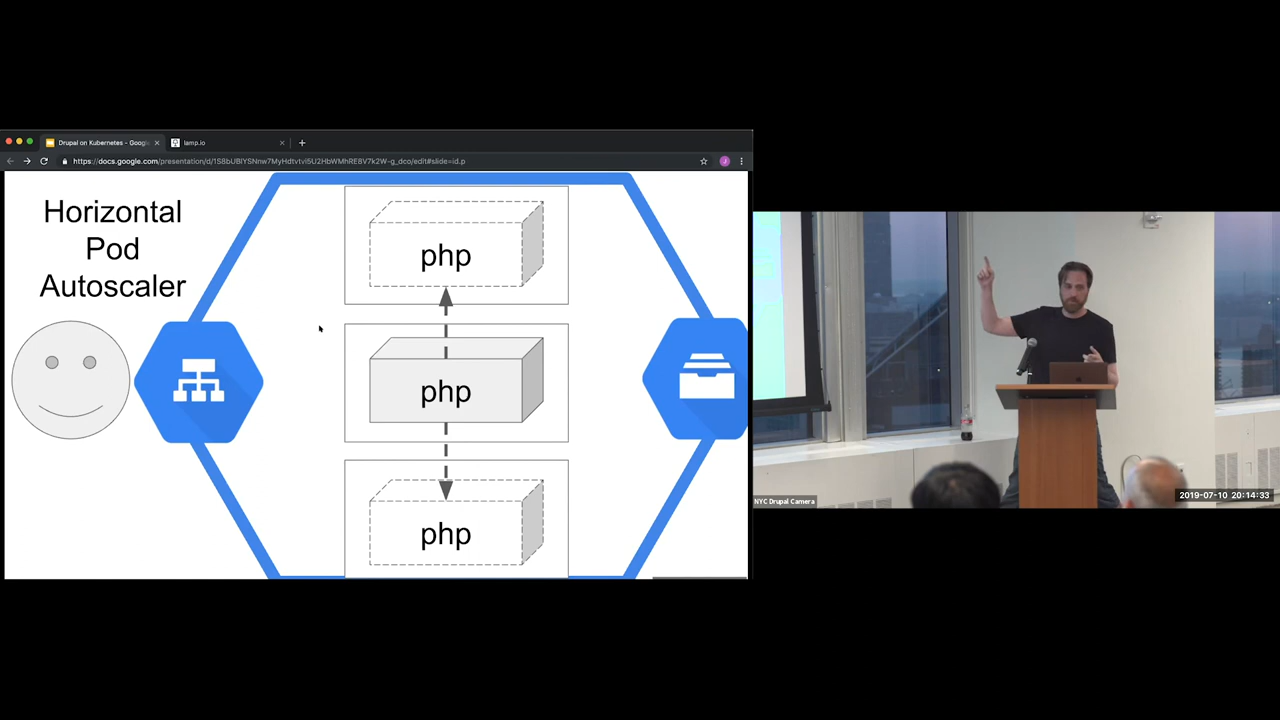 Drupal on Kubernetes - Google
lamp.io
https://docs.google.com/presentation/d/1S8bUBlYSNnw7MyHdtvtvi5U2HbWMhRE8V7k2W-g_dco/edit#slide=id.p
J
Horizontal
Pod
Autoscaler
php
php
php
NYC Drupal Camera
2019-07-10 20:14:33